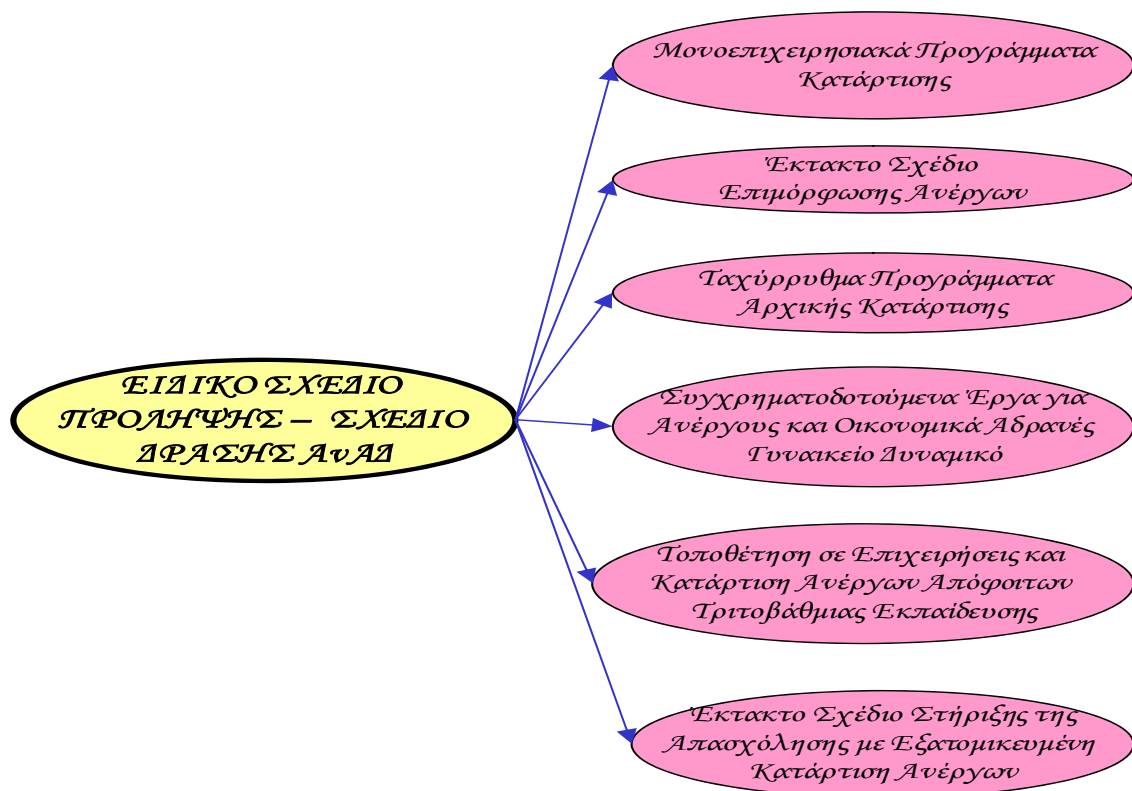 Μονοεπιχειρησιακά Προγράμματα
Κατάρτισης
Έκτακτο Σχέδιο
Επιμόρφωσης Ανέργων
Ταχύρρυθμα Προγράμματα
Αρχικής Κατάρτισης
ΕΙΔΙΚΟ ΣΧΕΔΙΟ
ΠΡΟΛΗΨΗΣ – ΣΧΕΔΙΟ
ΔΡΑΣΗΣ ΑνΑΔ
Συγχρηματοδοτούμενα Έργα για
Ανέργους και Οικονομικά Αδρανές
Γυναικείο Δυναμικό
Τοποθέτηση σε Επιχειρήσεις και
Κατάρτιση Ανέργων Απόφοιτων
Τριτοβάθμιας Εκπαίδευσης
Έκτακτο Σχέδιο Στήριξης της
Απασχόλησης με Εξατομικευμένη
Κατάρτιση Ανέργων